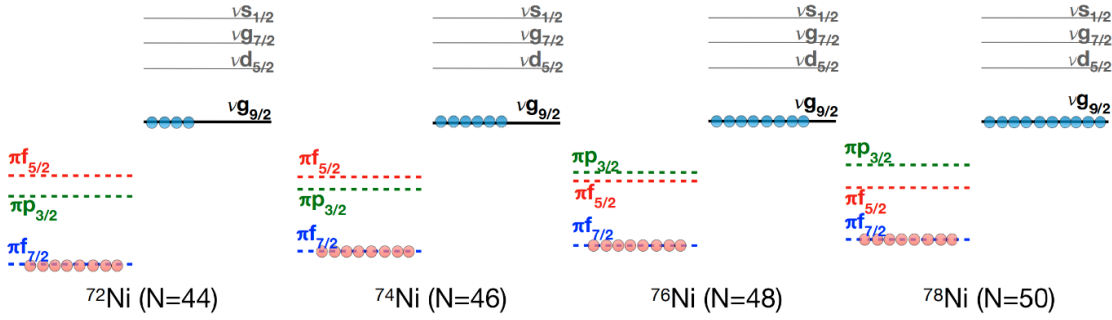 νs1/2
νg7/2
νd5/2
νg9/2
πf5/2
πp3/2
πf7/2
72Ni (N=44)
νs1/2
νg7/2
νd5/2
νg9/2
πf5/2
πp3/2
πf7/2
74Ni (N=46)
νs1/2
νg7/2
νd5/2
νg9/2
πp3/2
πf5/2
πf7/2
76Ni (N=48)
νs1/2
νg7/2
νd5/2
νg9/2
πp3/2
πf5/2
πf7/2
78Ni (N=50)